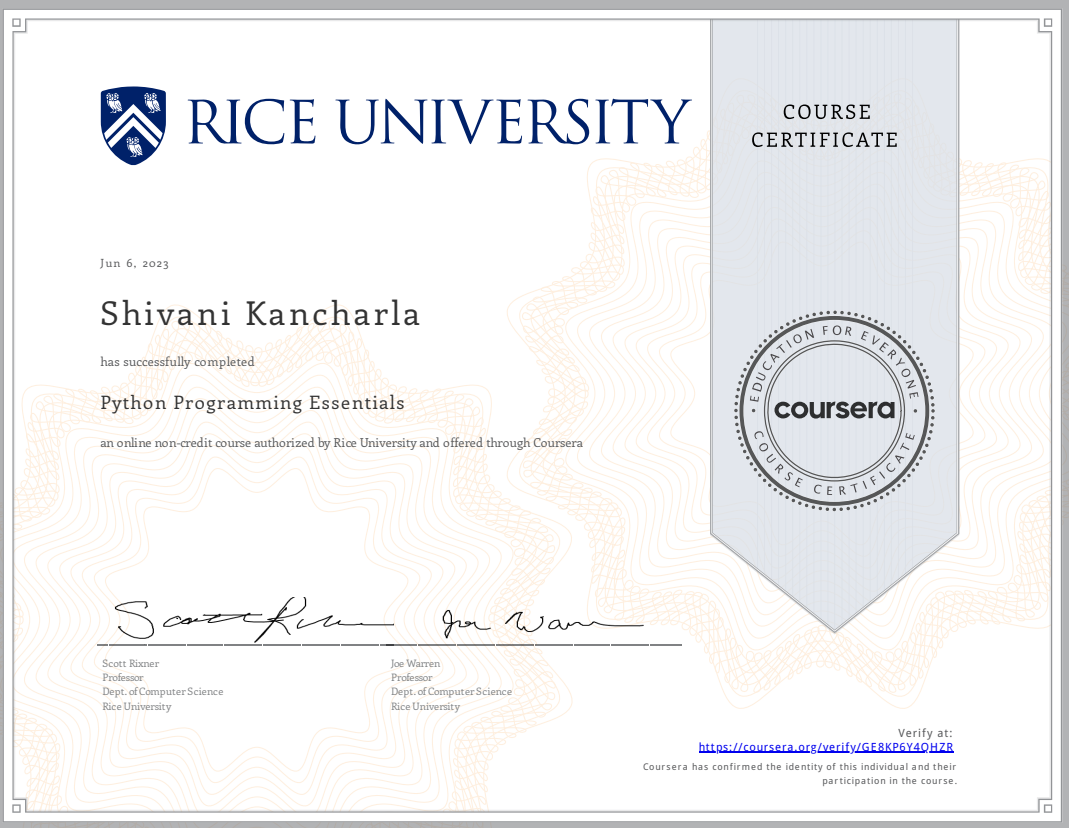 RICE UNIVERSITY
COURSE
CERTIFICATE
Jun 6, 2023
Shivani Kancharla
has successfully completed
Python Programming Essentials
an online non-credit course authorized by Rice University and offered through Coursera
EDUCATION FOR EVERYONE
coursera
COURSE CERTIFICATE
Scott Rixner
Joe Warren
Scott Rixner
Professor
Dept. of Computer Science
Rice University
Joe Warren
Professor
Dept. of Computer Science
Rice University
Verify at:
https://coursera.org/verify/GE8KP6Y4QHZR
Coursera has confirmed the identity of this individual and their
participation in the course.